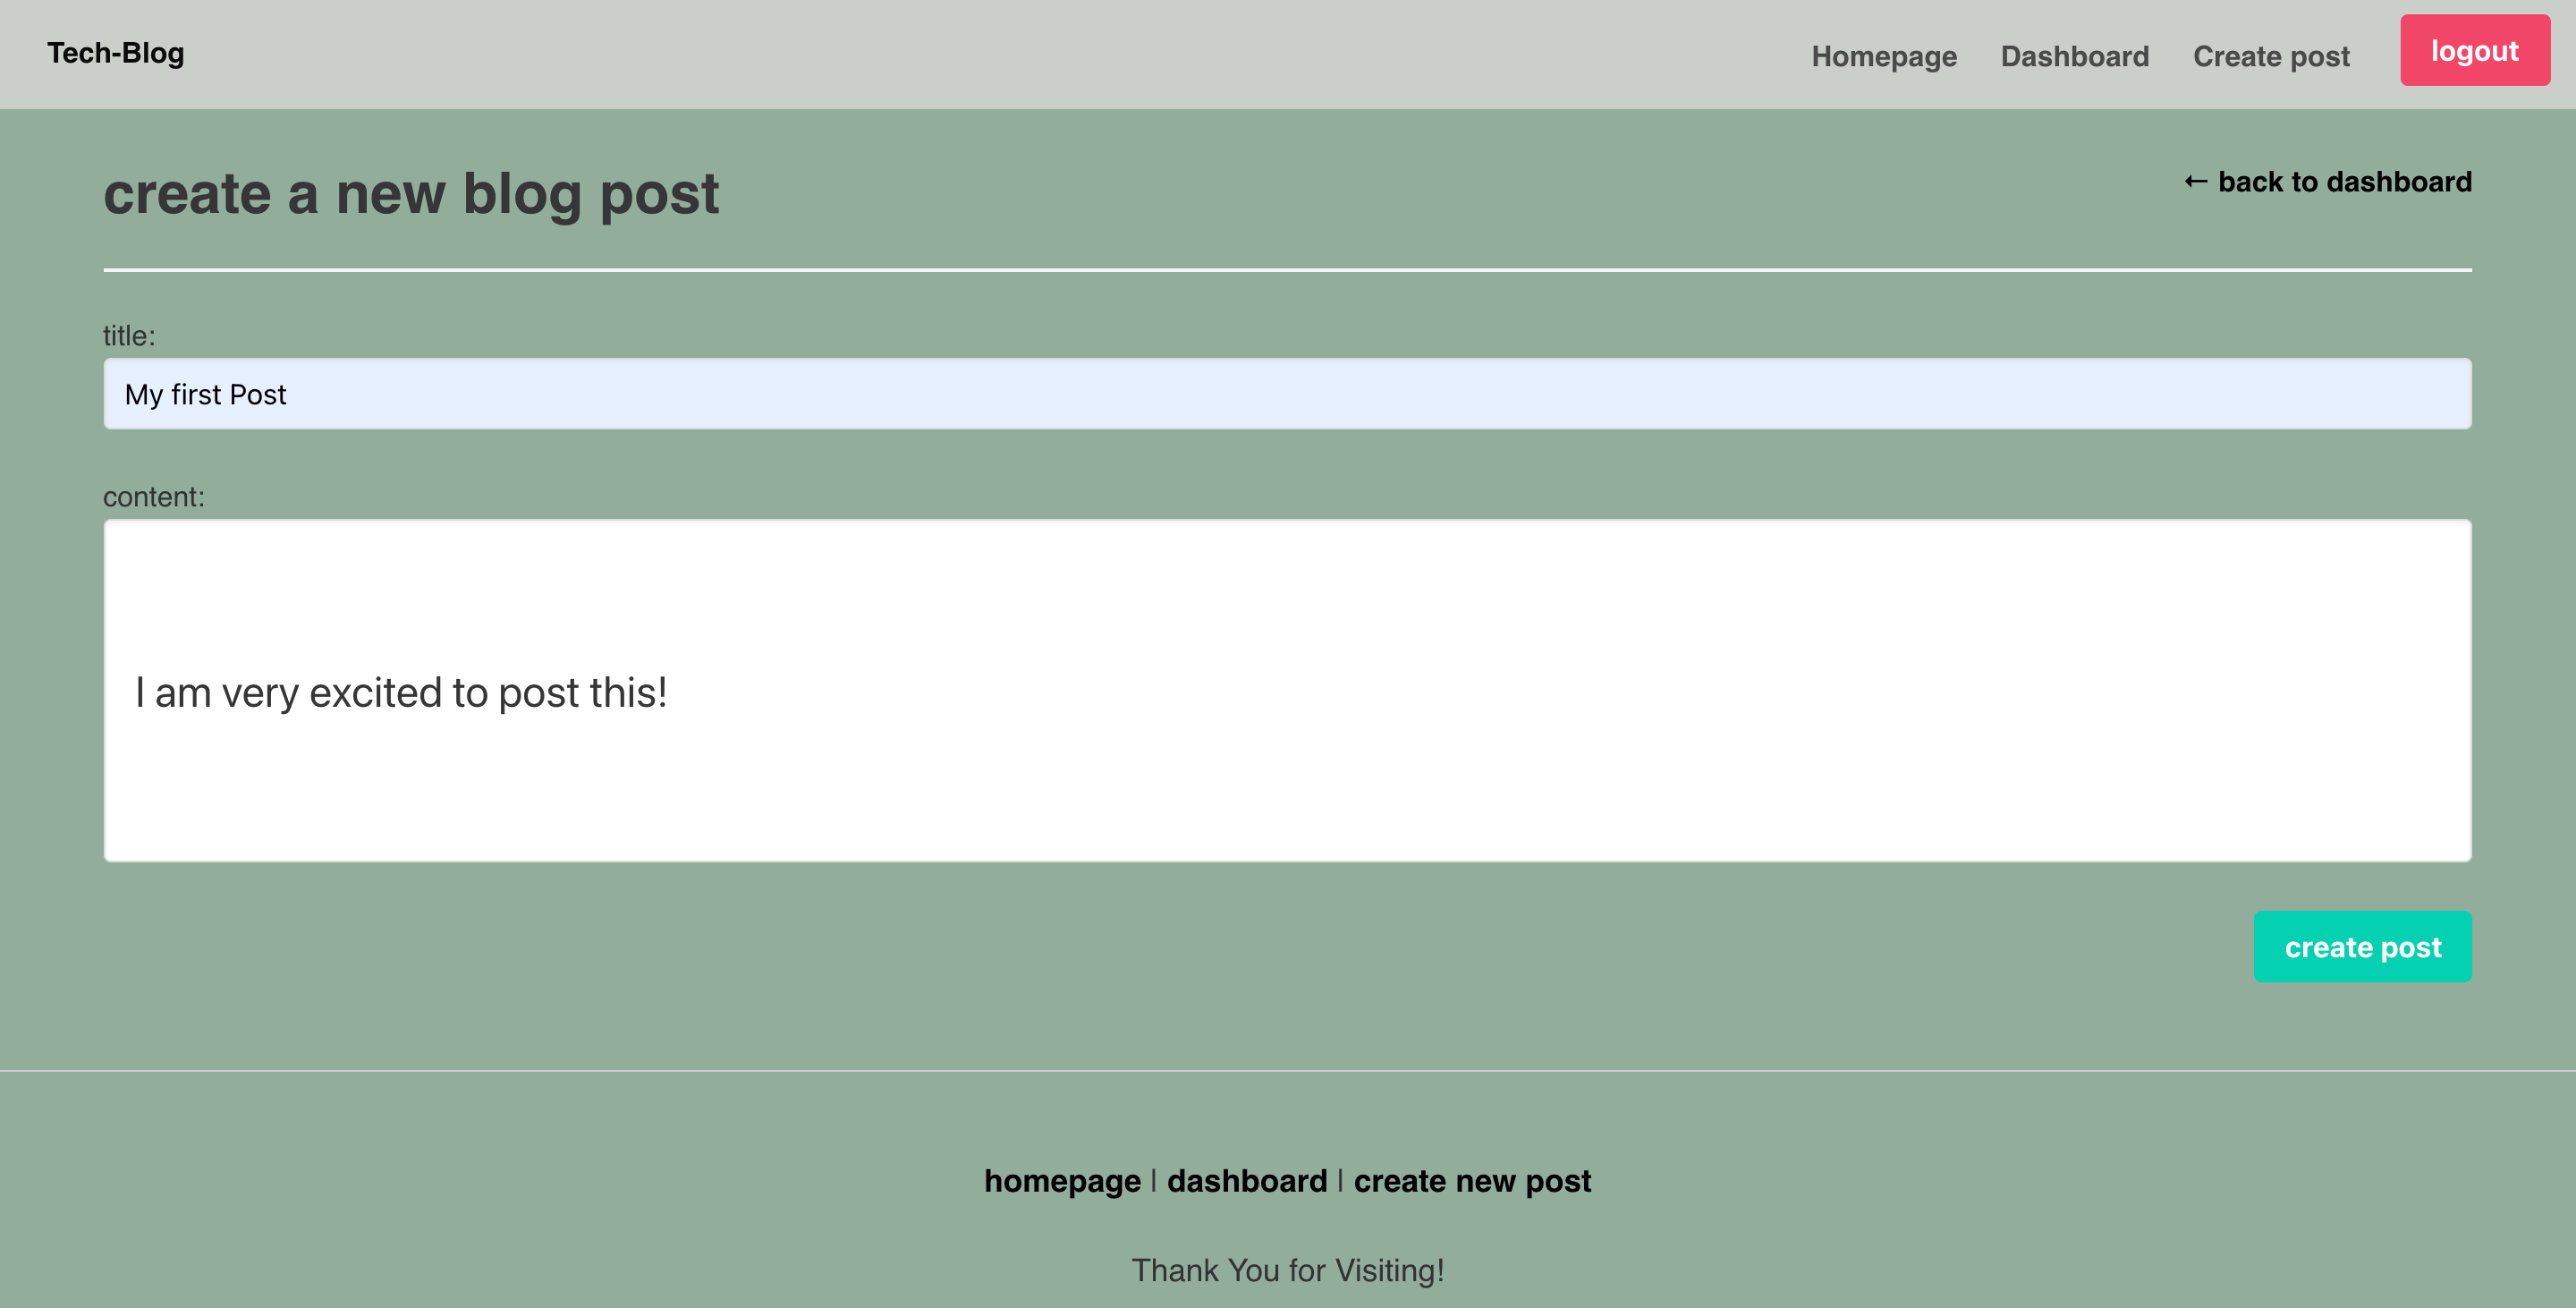 Tech-Blog
Homepage Dashboard Create post logout
create a new blog post
← back to dashboard
title:
My first Post
content:
I am very excited to post this!
create post
homepage | dashboard | create new post
Thank You for Visiting!